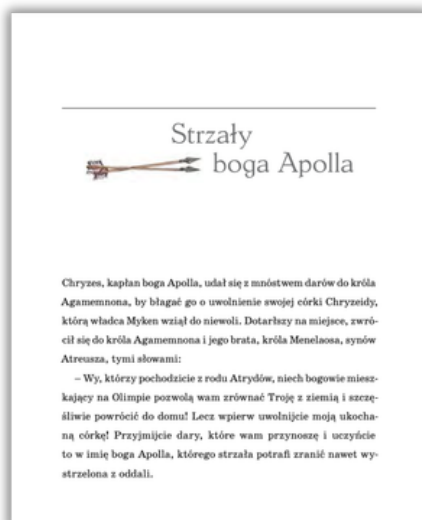 Strzały
boga Apolla
Chryzes, kapłan boga Apolla, udał się z mnóstwem darów do króla
Agamemnona, by błagać go o uwolnienie swojej córki Chryzeidy,
którą władca Myken wziął do niewoli. Dotarłszy na miejsce, zwró-
cił się do króla Agamemnona i jego brata, króla Menelaosa, synów
Atreusza, tymi słowami:
– Wy, którzy pochodzicie z rodu Atrydów, niech bogowie miesz-
kający na Olimpie pozwolą wam zrównać Troję z ziemią i szczę-
śliwie powrócić do domu! Lecz wpierw uwolnijcie moją ukocha-
ną córkę! Przyjmijcie dary, które wam przynoszę i uczyńcie
to w imię boga Apolla, którego strzała potrafi zranić nawet wy-
strzelona z oddali.